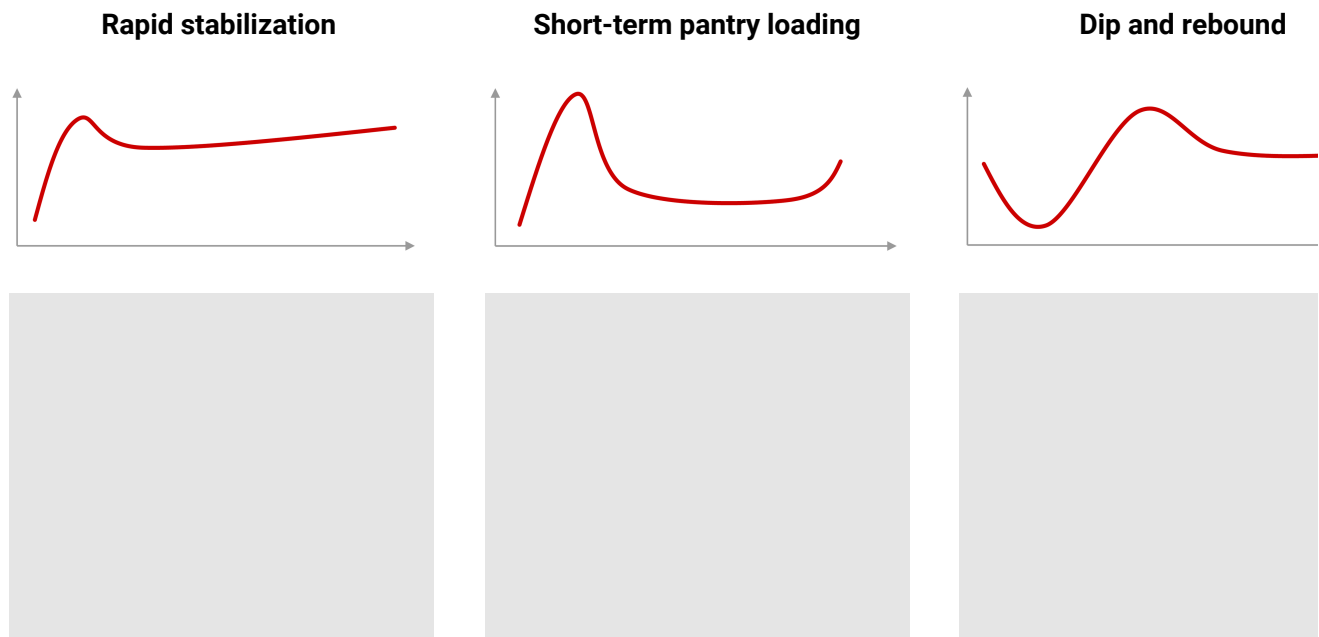 Rapid stabilization
Short-term pantry loading
Dip and rebound